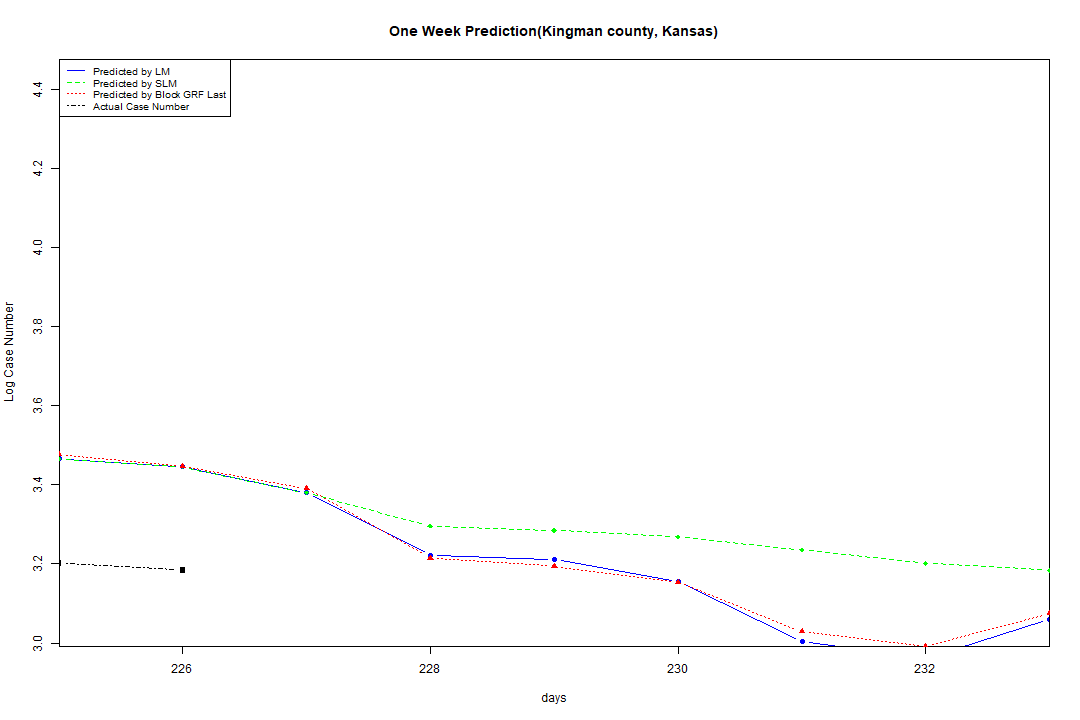 One Week Prediction(Kingman county, Kansas)
Predicted by LM
Predicted by SLM
Predicted by Block GRF Last
Actual Case Number
4.4
4.2
4.0
3.8
3.6
3.4
3.2
3.0
Log Case Number
226
228
230
232
days